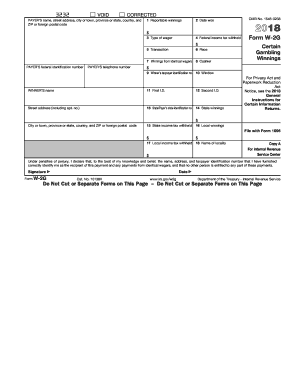 3232 VOID CORRECTED
PAYER'S name, street address, city or town, province or state, country, and ZIP or foreign postal code
1 Reportable winnings
$
2 Date won
OMB No. 1545-0238
2018
Form W-2G
3 Type of wager
4 Federal income tax withheld
$
Certain
Gambling
Winnings
5 Transaction
6 Race
7 Winnings from identical wagers
$
8 Cashier
PAYER'S federal identification number
PAYER'S telephone number
9 Winner's taxpayer identification no.
10 Window
For Privacy Act and
Paperwork Reduction
Act
Notice, see the 2018
General
Instructions for
Certain Information
Returns.
WINNER'S name
11 First I.D.
12 Second I.D.
Street address (including apt. no.)
13 State/Payer's state identification no.
14 State winnings
$
City or town, province or state, country, and ZIP or foreign postal code
15 State income tax withheld
$
16 Local winnings
$
File with Form 1096
17 Local income tax withheld
$
18 Name of locality
Copy A
For Internal Revenue
Service Center
Under penalties of perjury, I declare that, to the best of my knowledge and belief, the name, address, and taxpayer identification number that I have furnished
correctly identify me as the recipient of this payment and any payments from identical wagers, and that no other person is entitled to any part of these payments.
Signature ▶ Date ▶
Form W-2G Cat. No. 10138V www.irs.gov/w2g Department of the Treasury - Internal Revenue Service
Do Not Cut or Separate Forms on This Page – Do Not Cut or Separate Forms on This Page